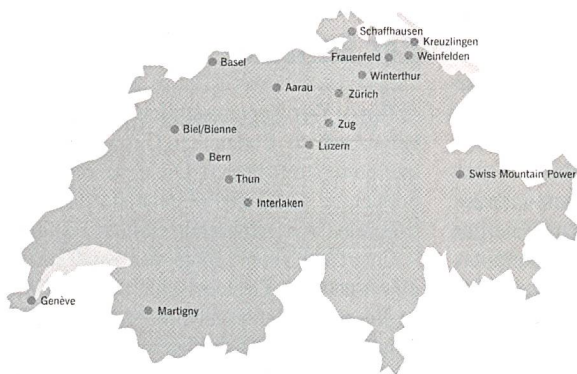 Schaffhausen
Kreuzlingen
Basel
Frauenfeld
Weinfelden
Winterthur
Aarau
Zürich
Zug
Biel/Bienne
Luzern
Bern
Swiss Mountain Power
Thun
Interlaken
Genève
Martigny